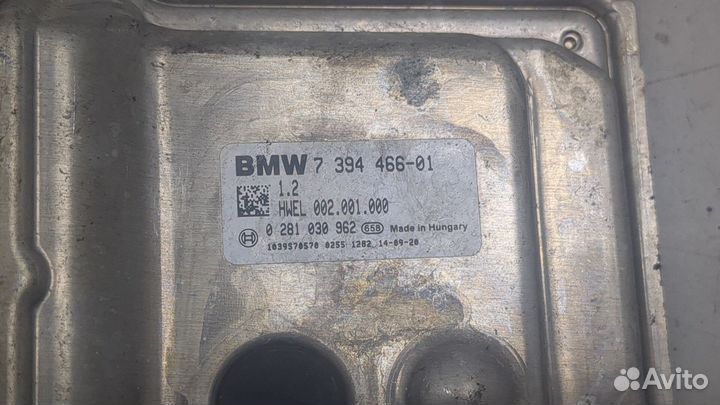 BMW 7 394 466-01
1.2
HWEL 002.001.000
0 281 030 962 658 Made in Hungary
1039S70570 0255 1282 14-09-20
Avito